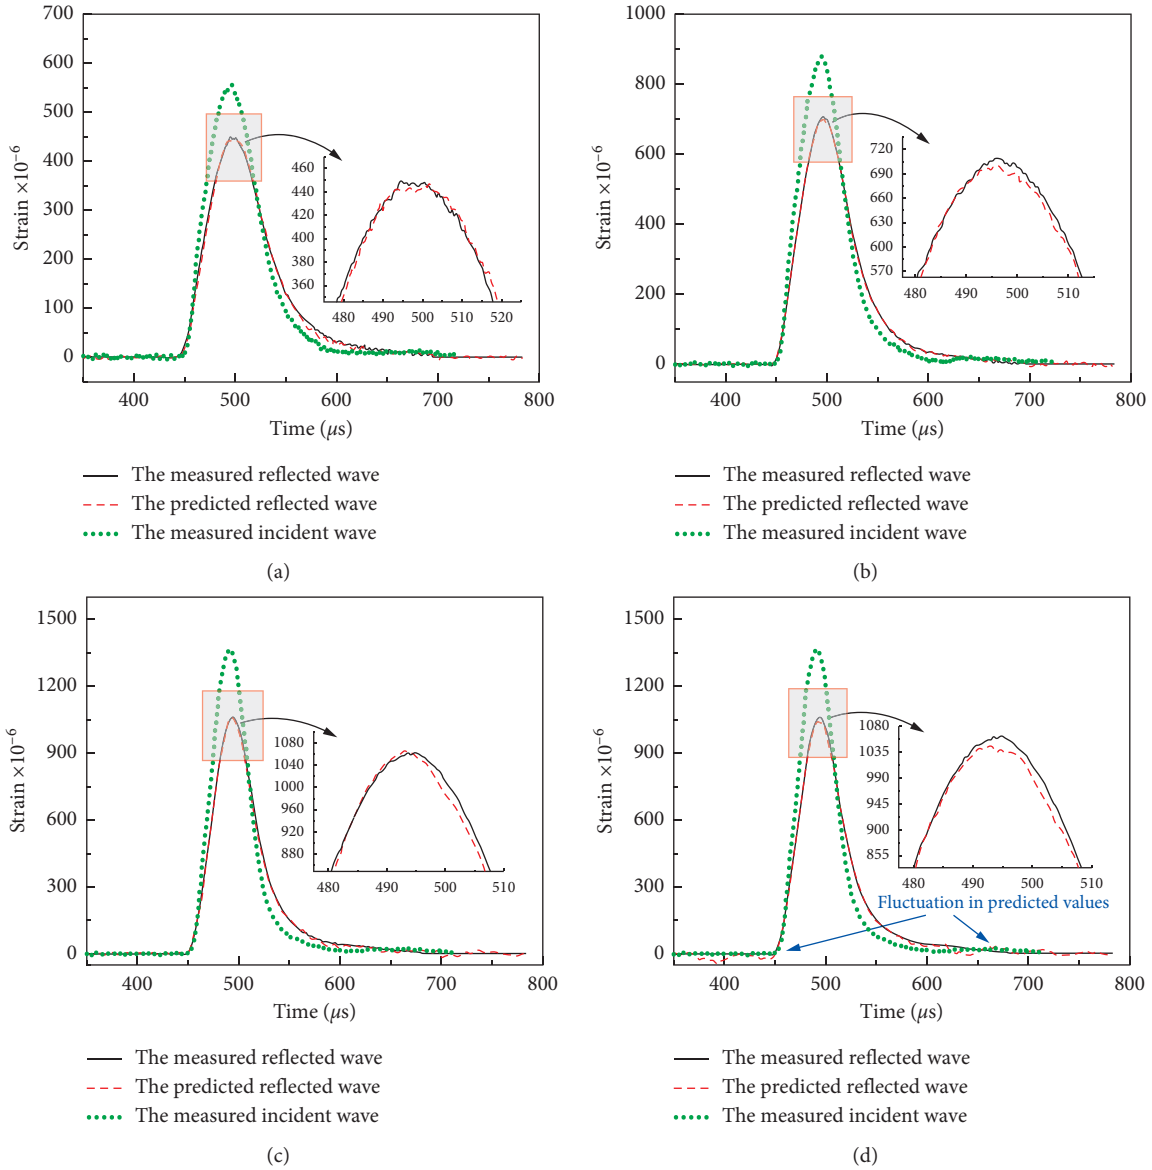 700
600
500
400
300
200
100
0
Strain ×10⁻⁶
460
440
420
400
380
360
480 490 500 510 520
400 500 600 700 800
Time (μs)
The measured reflected wave
The predicted reflected wave
The measured incident wave
(a)
1000
800
600
400
200
0
Strain ×10⁻⁶
720
690
660
630
600
570
480 490 500 510
400 500 600 700 800
Time (μs)
The measured reflected wave
The predicted reflected wave
The measured incident wave
(b)
1500
1200
900
600
300
0
Strain ×10⁻⁶
1080
1040
1000
960
920
880
480 490 500 510
400 500 600 700 800
Time (μs)
The measured reflected wave
The predicted reflected wave
The measured incident wave
(c)
1500
1200
900
600
300
0
Strain ×10⁻⁶
1080
1035
990
945
900
855
480 490 500 510
Fluctuation in predicted values
400 500 600 700 800
Time (μs)
The measured reflected wave
The predicted reflected wave
The measured incident wave
(d)